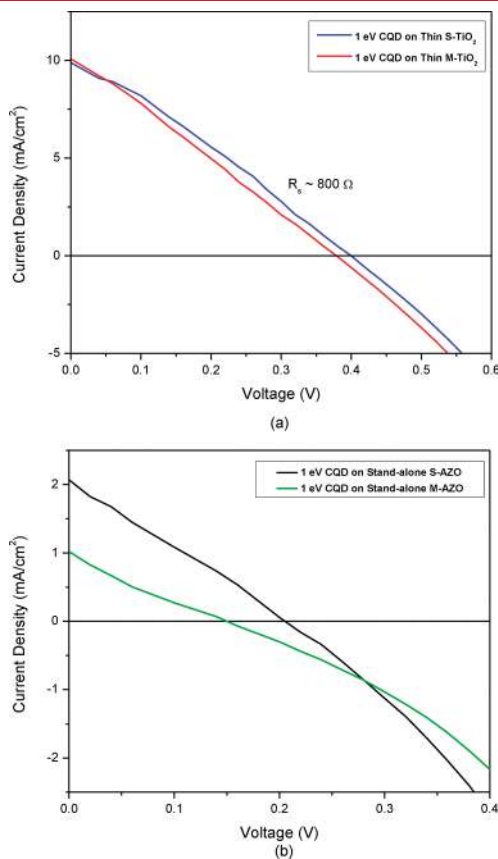 1 eV CQD on Thin S-TiO₂
1 eV CQD on Thin M-TiO₂
10
5
0
-5
Current Density (mA/cm²)
Rₛ ~ 800 Ω
0.0 0.1 0.2 0.3 0.4 0.5 0.6
Voltage (V)
(a)
1 eV CQD on Stand-alone S-AZO
1 eV CQD on Stand-alone M-AZO
2
1
0
-1
-2
Current Density (mA/cm²)
0.0 0.1 0.2 0.3 0.4
Voltage (V)
(b)